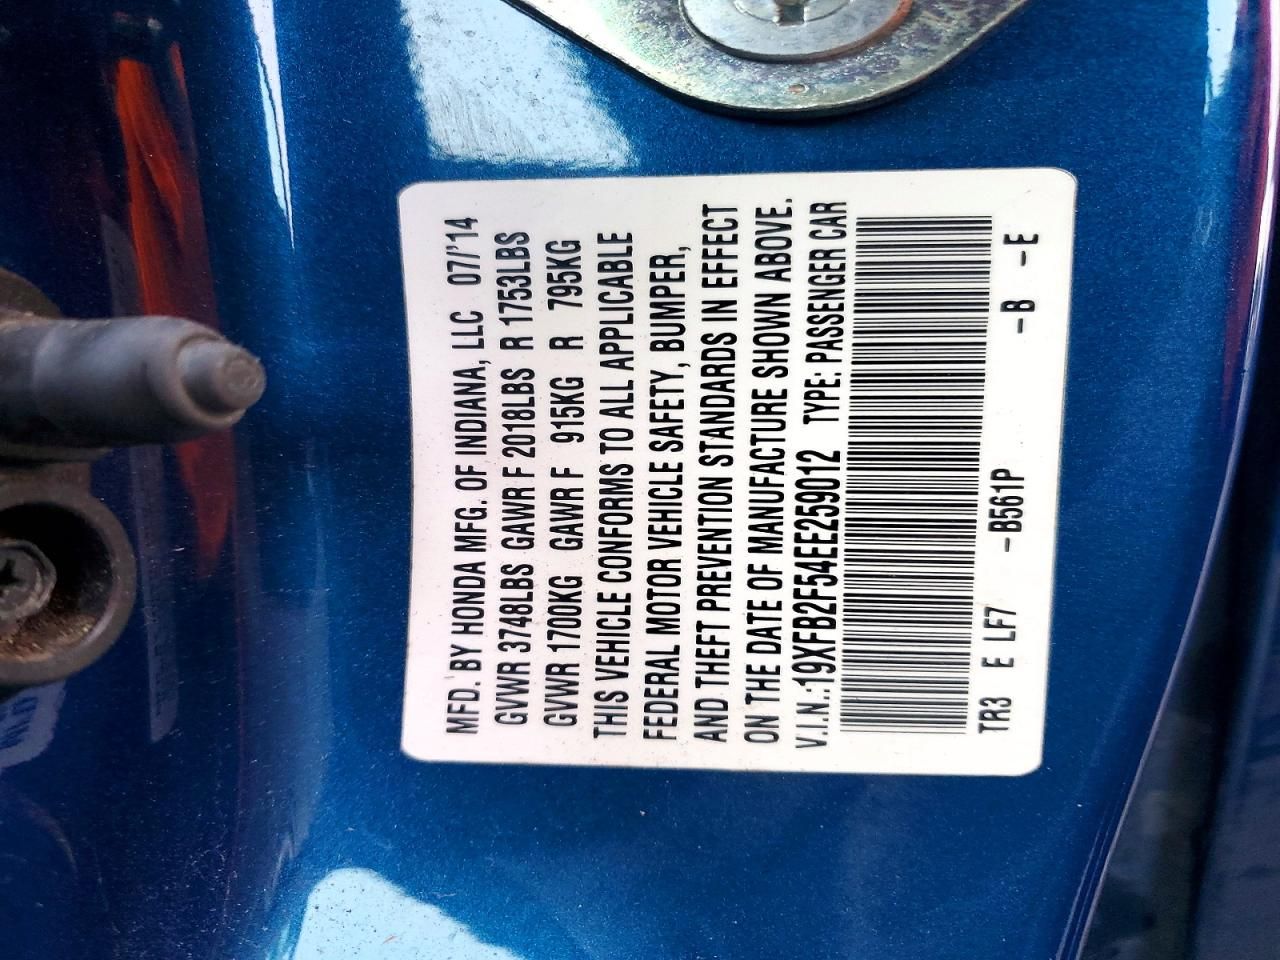 MFD. BY HONDA MFG. OF INDIANA, LLC 07/'14
GVWR 3748LBS GAWR F 2018LBS R 1753LBS
GVWR 1700KG GAWR F 915KG R 795KG
THIS VEHICLE CONFORMS TO ALL APPLICABLE
FEDERAL MOTOR VEHICLE SAFETY, BUMPER,
AND THEFT PREVENTION STANDARDS IN EFFECT
ON THE DATE OF MANUFACTURE SHOWN ABOVE.
V.I.N.:19XFB2F54EE259012 TYPE: PASSENGER CAR
TR3 E LF7 -B561P -B -E